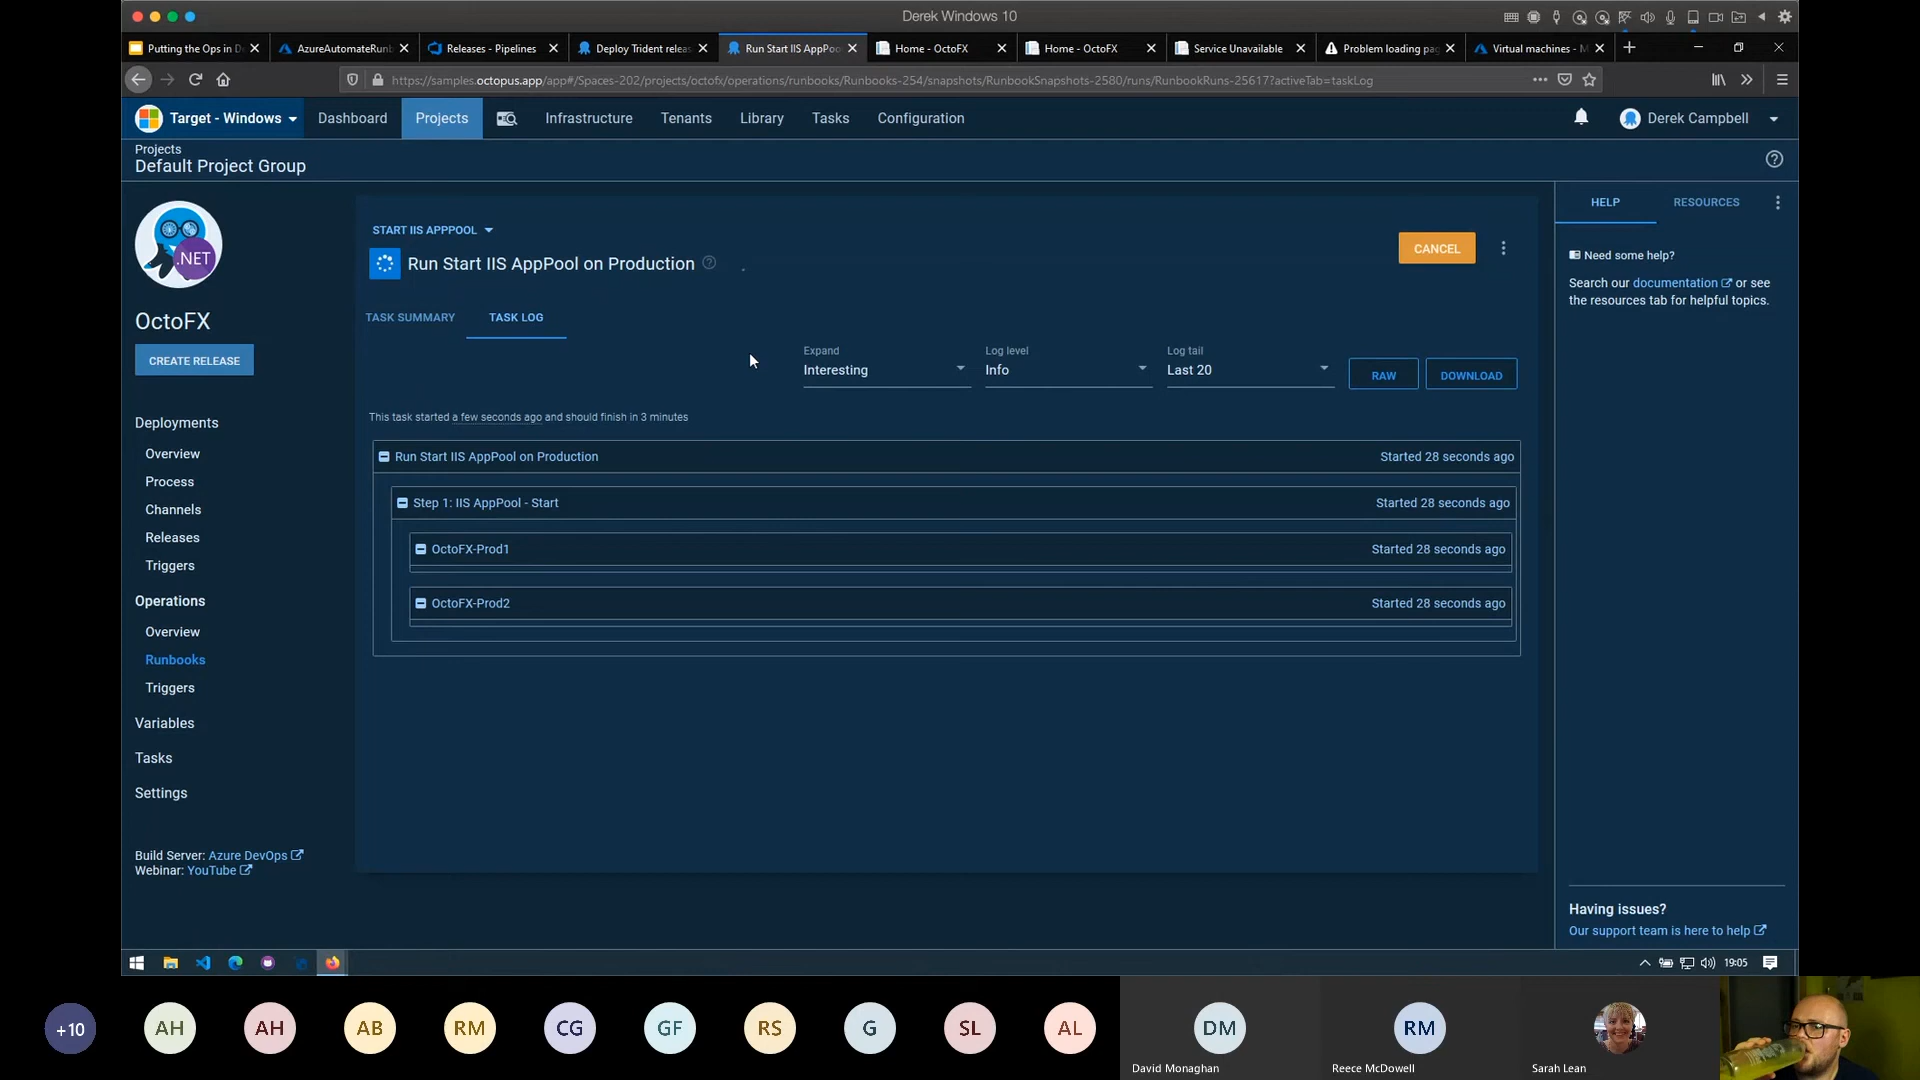 Derek Windows 10
Putting the Ops in D
AzureAutomateRunb
Releases - Pipelines
Deploy Trident releas
Run Start IIS AppPoo
Home - OctoFX
Home - OctoFX
Service Unavailable
Problem loading pag
Virtual machines - M
https://samples.octopus.app/app#/Spaces-202/projects/octofx/operations/runbooks/Runbooks-254/snapshots/RunbookSnapshots-2580/runs/RunbookRuns-25617?activeTab=taskLog
Target - Windows
Dashboard
Projects
Infrastructure
Tenants
Library
Tasks
Configuration
Derek Campbell
Projects
Default Project Group
.NET
OctoFX
CREATE RELEASE
Deployments
Overview
Process
Channels
Releases
Triggers
Operations
Overview
Runbooks
Triggers
Variables
Tasks
Settings
Build Server: Azure DevOps
Webinar: YouTube
START IIS APPPOOL
Run Start IIS AppPool on Production
CANCEL
TASK SUMMARY
TASK LOG
Expand
Interesting
Log level
Info
Log tail
Last 20
RAW
DOWNLOAD
This task started a few seconds ago and should finish in 3 minutes
Run Start IIS AppPool on Production
Started 28 seconds ago
Step 1: IIS AppPool - Start
Started 28 seconds ago
OctoFX-Prod1
Started 28 seconds ago
OctoFX-Prod2
Started 28 seconds ago
HELP
RESOURCES
Need some help?
Search our documentation or see
the resources tab for helpful topics.
Having issues?
Our support team is here to help
19:05
+10
AH
AH
AB
RM
CG
GF
RS
G
SL
AL
DM
David Monaghan
RM
Reece McDowell
Sarah Lean